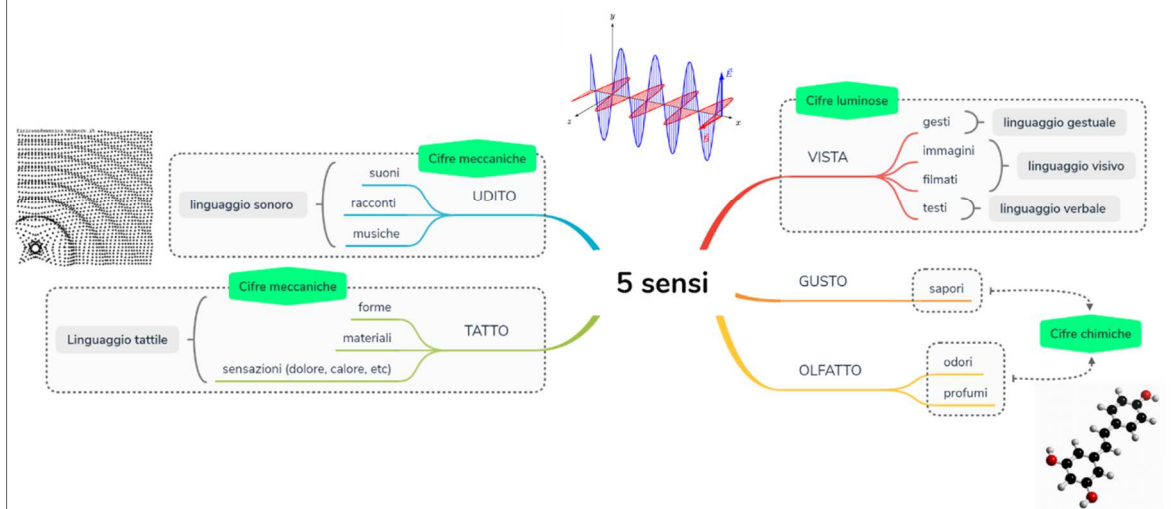 5 sensi
Cifre meccaniche
UDITO
suoni
racconti
musiche
linguaggio sonoro
Cifre meccaniche
TATTO
forme
materiali
sensazioni (dolore, calore, etc)
Linguaggio tattile
y
z
x
E
B
Cifre luminose
VISTA
gesti
immagini
filmati
testi
linguaggio gestuale
linguaggio visivo
linguaggio verbale
GUSTO
sapori
OLFATTO
odori
profumi
Cifre chimiche